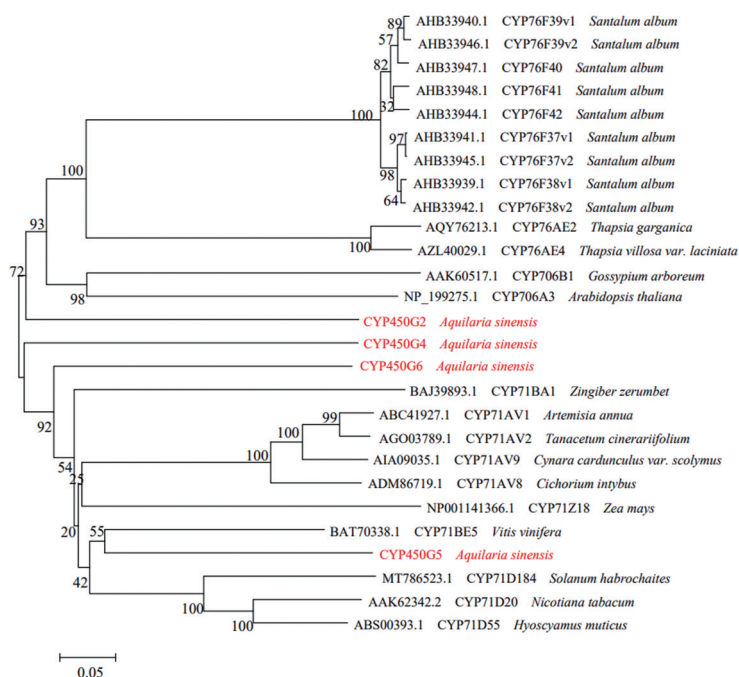 89
AHB33940.1 CYP76F39v1 Santalum album
57
AHB33946.1 CYP76F39v2 Santalum album
82
AHB33947.1 CYP76F40 Santalum album
AHB33948.1 CYP76F41 Santalum album
32
100
AHB33944.1 CYP76F42 Santalum album
97
AHB33941.1 CYP76F37v1 Santalum album
AHB33945.1 CYP76F37v2 Santalum album
98
100
AHB33939.1 CYP76F38v1 Santalum album
64
AHB33942.1 CYP76F38v2 Santalum album
93
AQY76213.1 CYP76AE2 Thapsia garganica
100
AZL40029.1 CYP76AE4 Thapsia villosa var. laciniata
72
AAK60517.1 CYP706B1 Gossypium arboreum
98
NP_199275.1 CYP706A3 Arabidopsis thaliana
CYP450G2 Aquilaria sinensis
CYP450G4 Aquilaria sinensis
CYP450G6 Aquilaria sinensis
BAJ39893.1 CYP71BA1 Zingiber zerumbet
92
99
ABC41927.1 CYP71AV1 Artemisia annua
100
AGO03789.1 CYP71AV2 Tanacetum cinerariifolium
100
AIA09035.1 CYP71AV9 Cynara cardunculus var. scolymus
54
25
ADM86719.1 CYP71AV8 Cichorium intybus
NP001141366.1 CYP71Z18 Zea mays
20
55
BAT70338.1 CYP71BE5 Vitis vinifera
CYP450G5 Aquilaria sinensis
42
MT786523.1 CYP71D184 Solanum habrochaites
100
AAK62342.2 CYP71D20 Nicotiana tabacum
100
ABS00393.1 CYP71D55 Hyoscyamus muticus
0.05